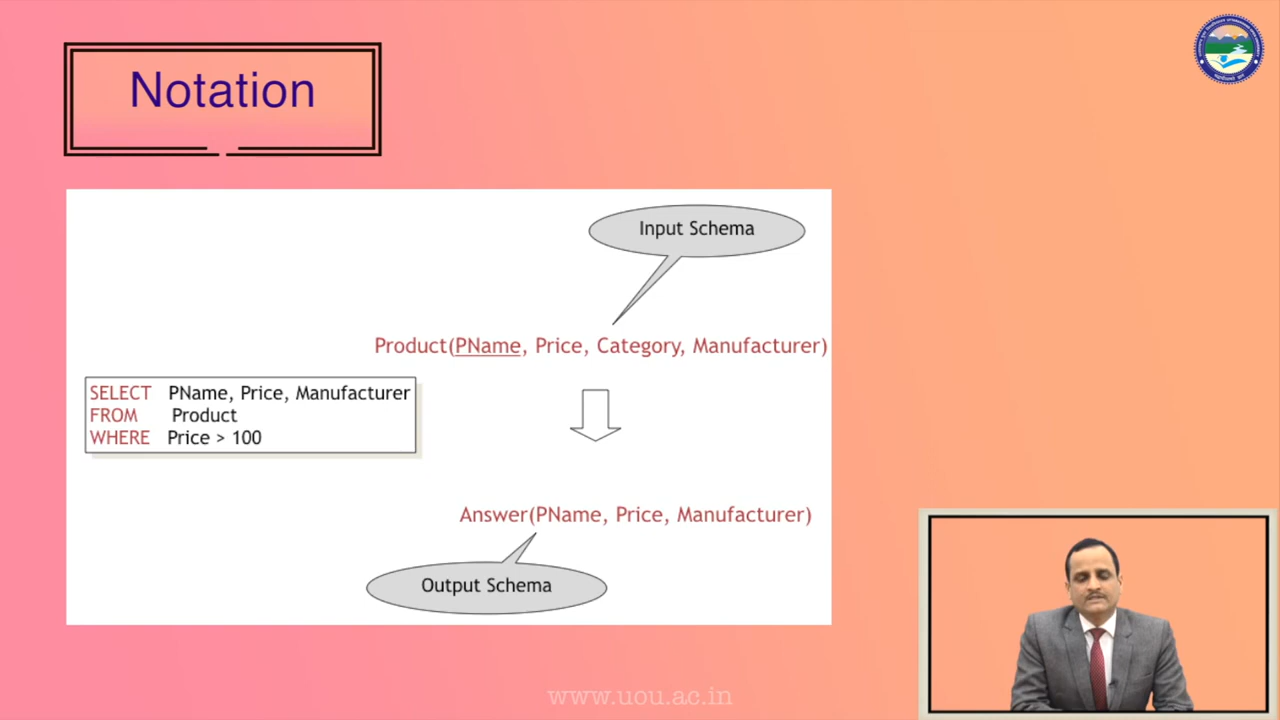 Notation
Input Schema
Product(PName, Price, Category, Manufacturer)
SELECT PName, Price, Manufacturer
FROM Product
WHERE Price > 100
Answer(PName, Price, Manufacturer)
Output Schema
www.uou.ac.in